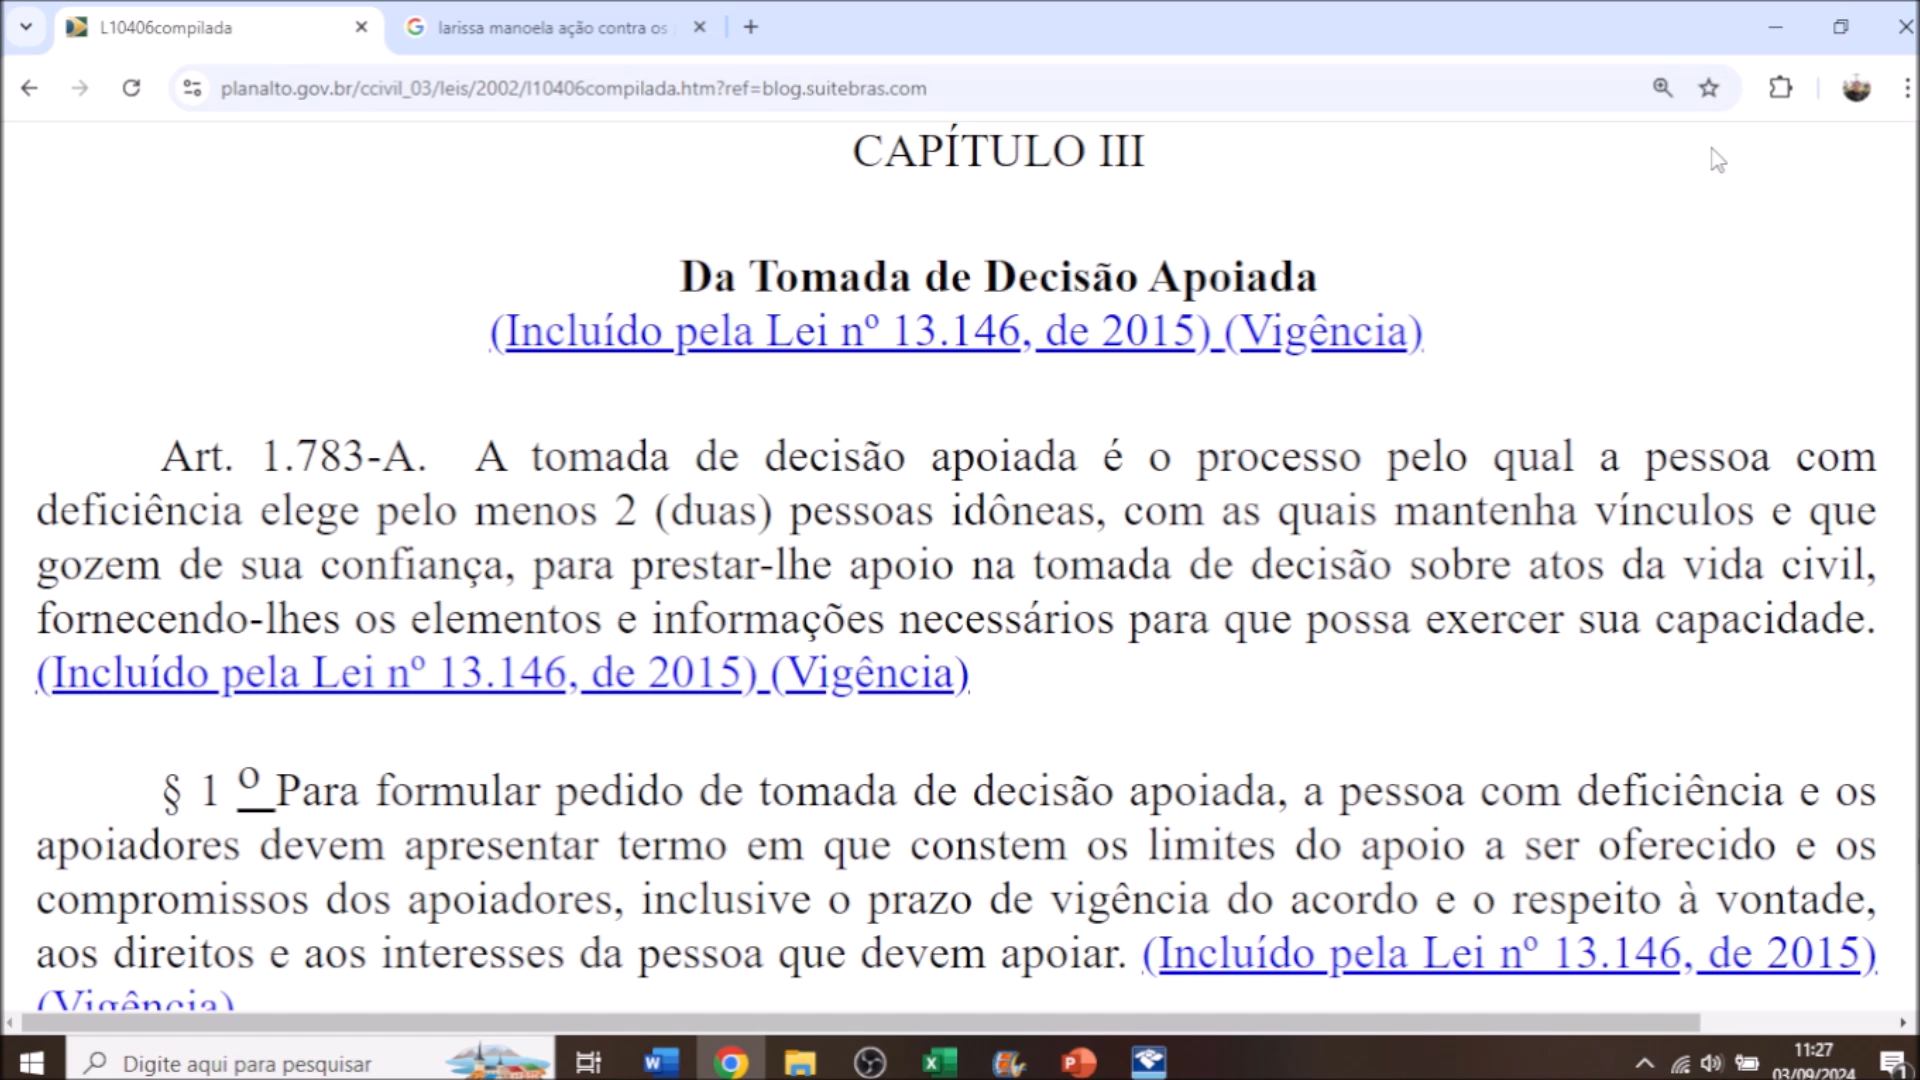 L10406compilada
larissa manoela ação contra os
planalto.gov.br/ccivil_03/leis/2002/l10406compilada.htm?ref=blog.suitebras.com
CAPÍTULO III
Da Tomada de Decisão Apoiada
(Incluído pela Lei nº 13.146, de 2015) (Vigência)
Art. 1.783-A. A tomada de decisão apoiada é o processo pelo qual a pessoa com
deficiência elege pelo menos 2 (duas) pessoas idôneas, com as quais mantenha vínculos e que
gozem de sua confiança, para prestar-lhe apoio na tomada de decisão sobre atos da vida civil,
fornecendo-lhes os elementos e informações necessários para que possa exercer sua capacidade.
(Incluído pela Lei nº 13.146, de 2015) (Vigência)
§ 1 o Para formular pedido de tomada de decisão apoiada, a pessoa com deficiência e os
apoiadores devem apresentar termo em que constem os limites do apoio a ser oferecido e os
compromissos dos apoiadores, inclusive o prazo de vigência do acordo e o respeito à vontade,
aos direitos e aos interesses da pessoa que devem apoiar. (Incluído pela Lei nº 13.146, de 2015)
(Vigência)
Digite aqui para pesquisar
11:27
03/09/2024